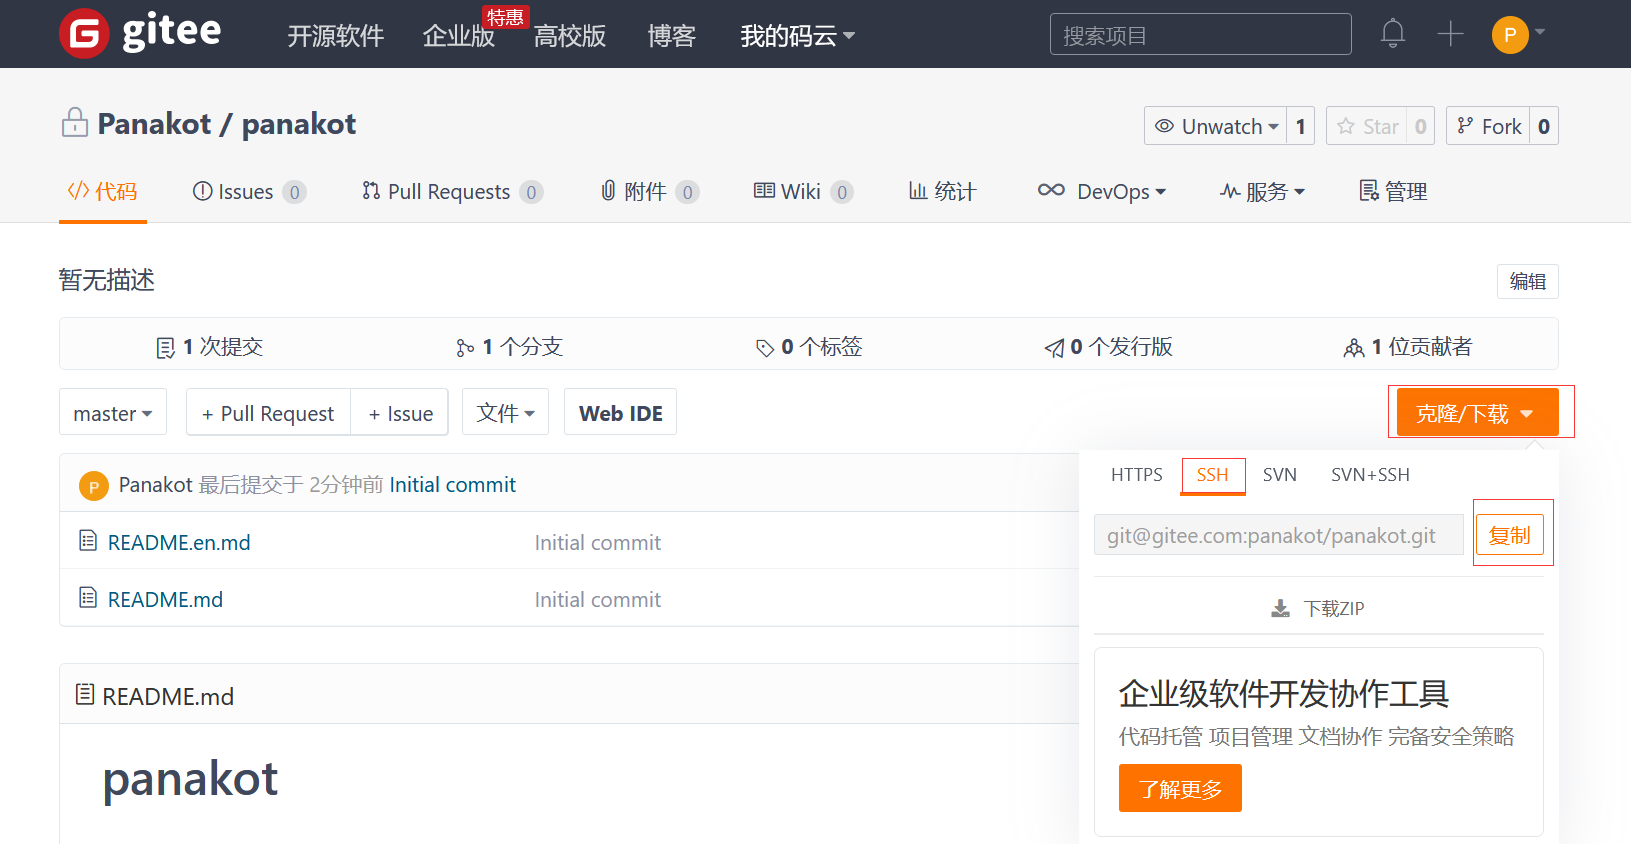 gitee 开源软件 企业版 特惠 高校版 博客 我的码云 搜索项目 P
Panakot / panakot Unwatch 1 Star 0 Fork 0
</> 代码 Issues 0 Pull Requests 0 附件 0 Wiki 0 统计 DevOps 服务 管理
暂无描述 编辑
1 次提交 1 个分支 0 个标签 0 个发行版 1 位贡献者
master + Pull Request + Issue 文件 Web IDE 克隆/下载
HTTPS SSH SVN SVN+SSH
P Panakot 最后提交于 2分钟前 Initial commit
git@gitee.com:panakot/panakot.git 复制
README.en.md Initial commit
README.md Initial commit
下载ZIP
README.md
企业级软件开发协作工具
代码托管 项目管理 文档协作 完备安全策略
panakot
了解更多